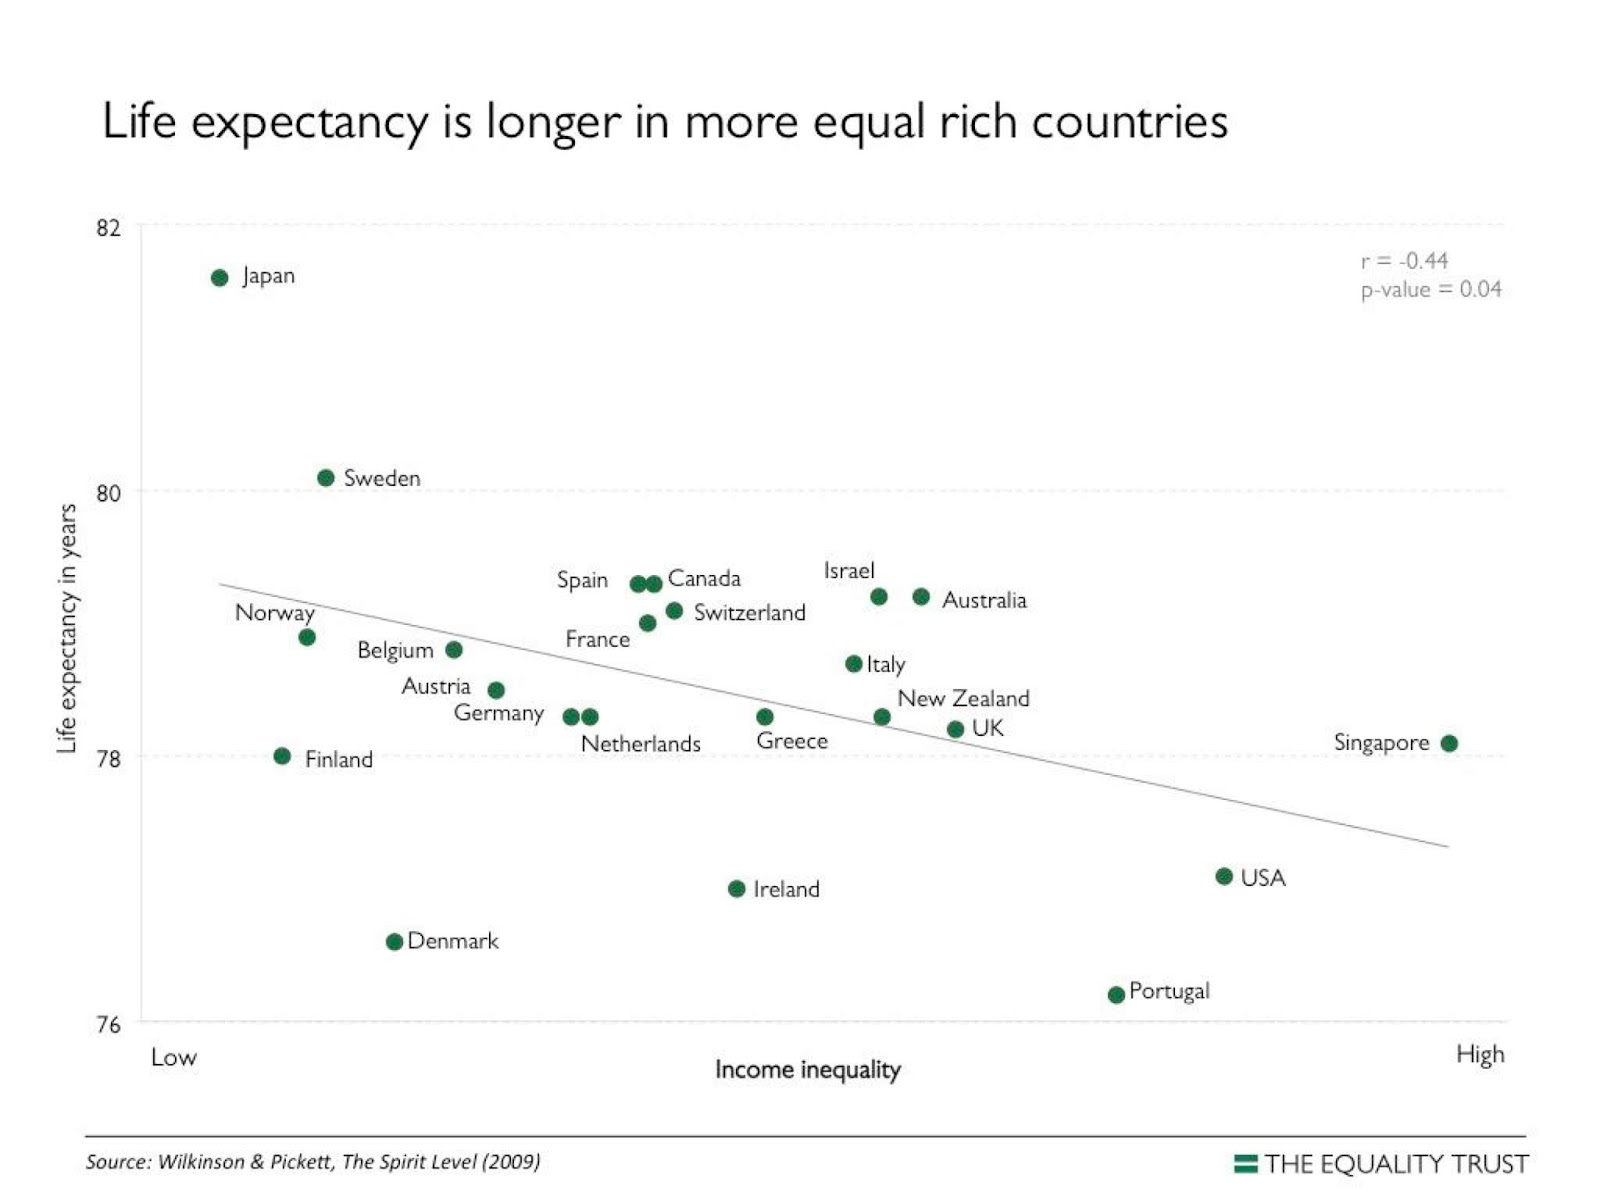 Life expectancy is longer in more equal rich countries
82
r = -0.44
p-value = 0.04
Japan
Sweden
80
Life expectancy in years
Israel
Spain
Canada
Australia
Norway
Switzerland
France
Belgium
Italy
Austria
New Zealand
Germany
UK
Greece
Netherlands
Singapore
78
Finland
USA
Ireland
Denmark
Portugal
76
Low
High
Income inequality
Source: Wilkinson & Pickett, The Spirit Level (2009)
THE EQUALITY TRUST